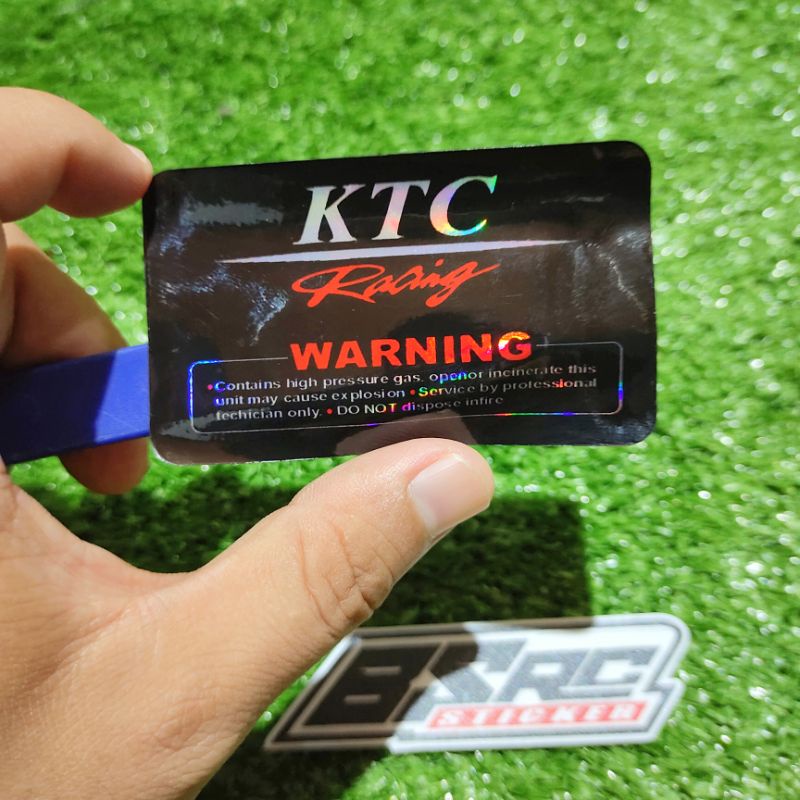 KTC
Racing
WARNING
•Contains high pressure gas. openor incinerate this
unit may cause explosion •Service by professional
techician only. •DO NOT dispose infire
BSRC
STICKER